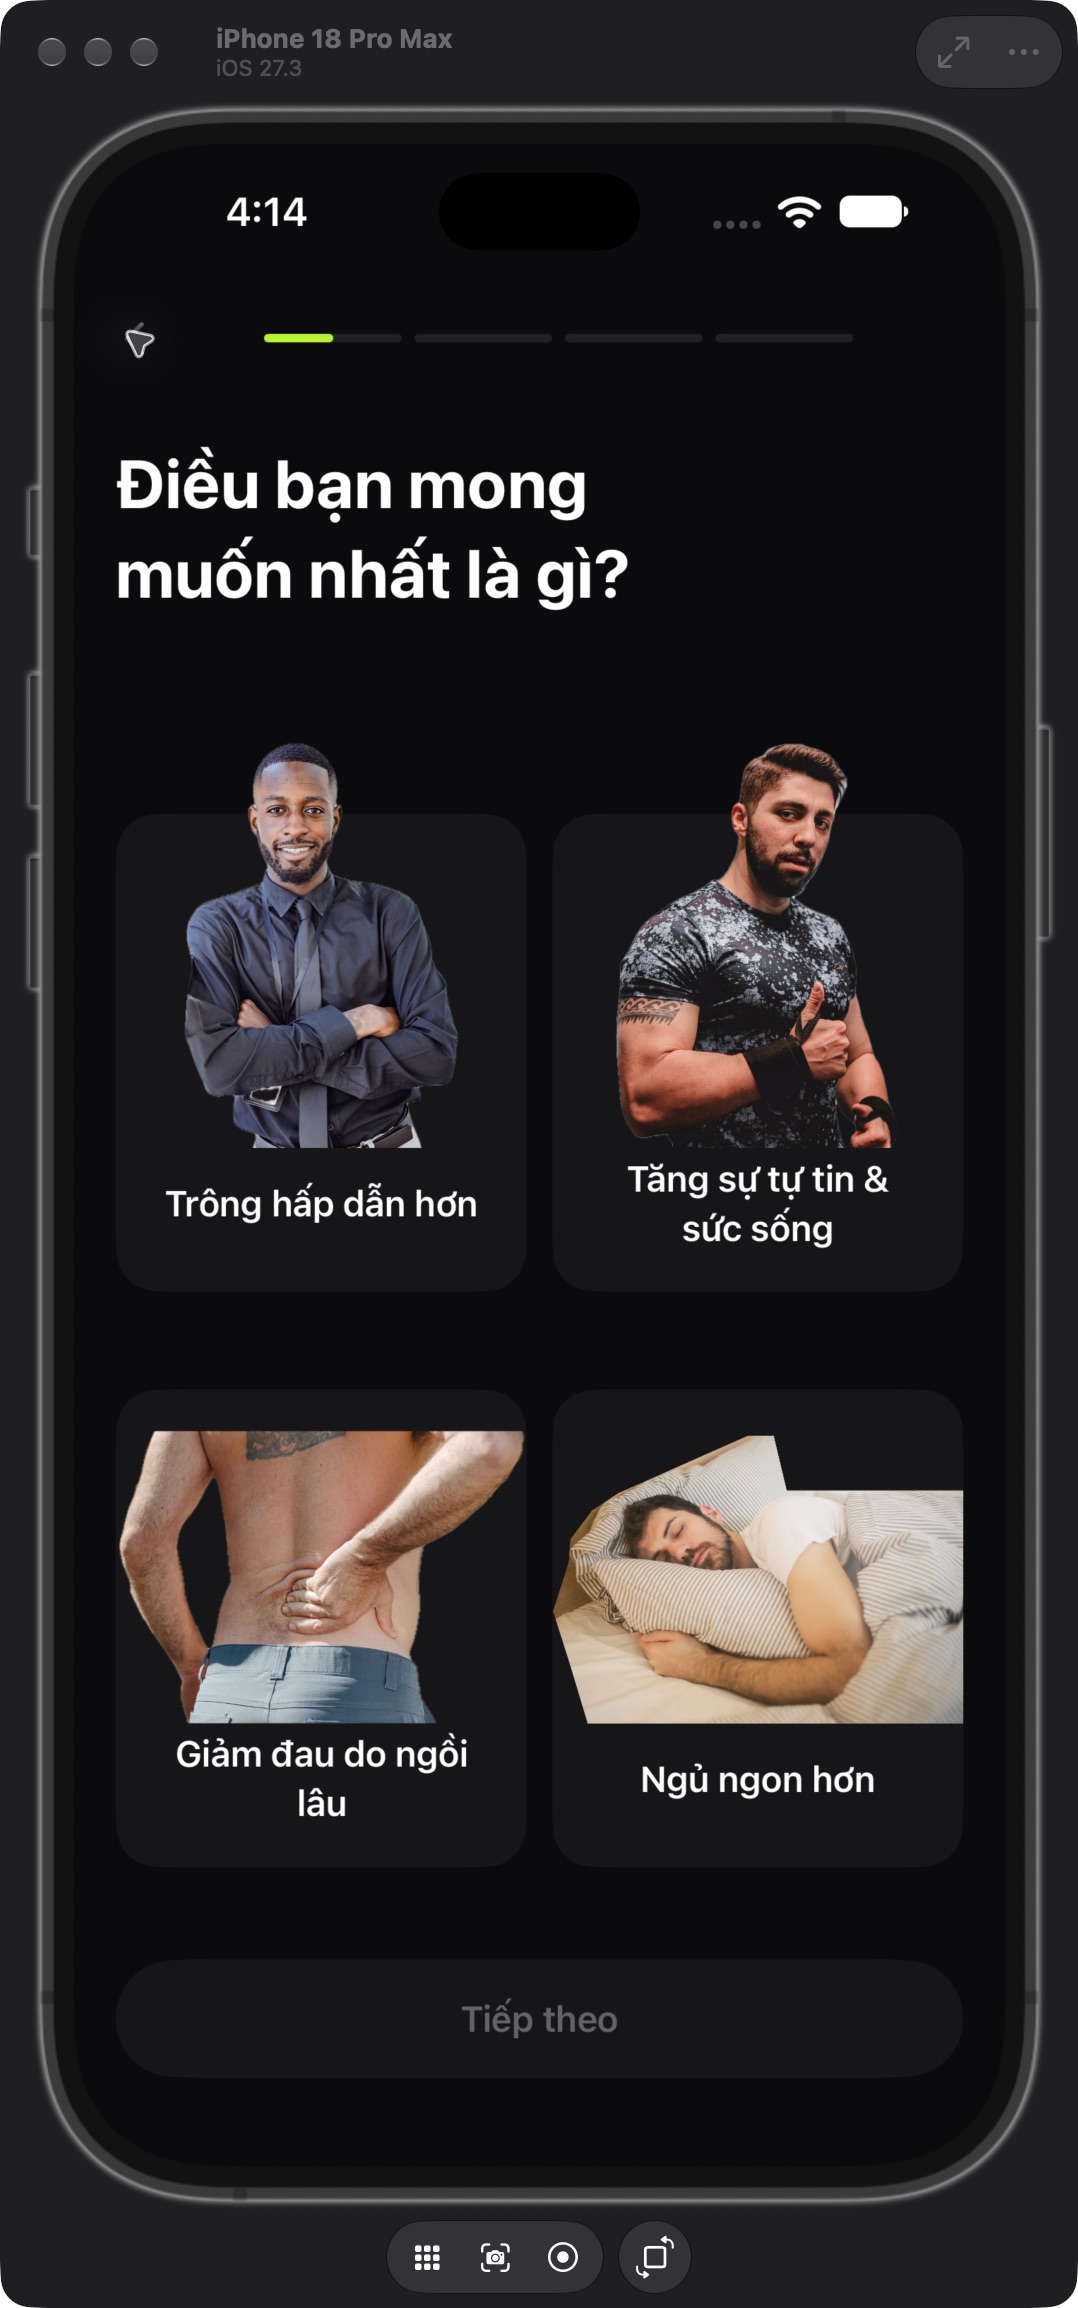 iPhone 18 Pro Max
iOS 27.3
4:14
Điều bạn mong
muốn nhất là gì?
Trông hấp dẫn hơn
Tăng sự tự tin &
sức sống
Giảm đau do ngồi
lâu
Ngủ ngon hơn
Tiếp theo